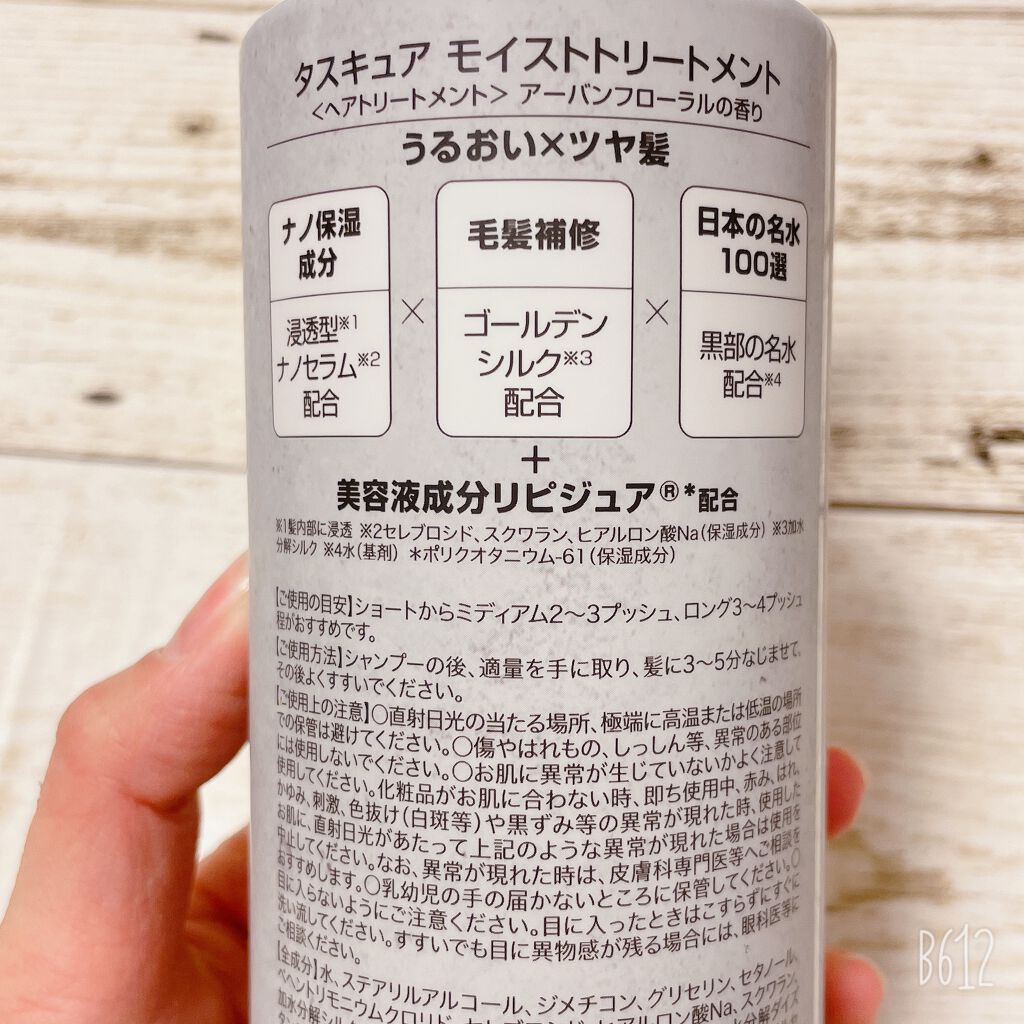 タスキュア モイストトリートメント
<ヘアトリートメント> アーバンフローラルの香り
うるおい×ツヤ髪
ナノ保湿
成分
浸透型※1
ナノセラム※2
配合
×
毛髪補修
ゴールデン
シルク※3
配合
×
日本の名水
100選
黒部の名水
配合※4
+
美容液成分リピジュア®*配合
※1髪内部に浸透 ※2セレブロシド、スクワラン、ヒアルロン酸Na(保湿成分) ※3加水
分解シルク ※4水(基剤) *ポリクオタニウム-61(保湿成分)
【ご使用の目安】ショートからミディアム2〜3プッシュ、ロング3〜4プッシュ
程がおすすめです。
【ご使用方法】シャンプーの後、適量を手に取り、髪に3〜5分なじませて、
その後よくすすいでください。
【ご使用上の注意】○直射日光の当たる場所、極端に高温または低温の場所
での保管は避けてください。○傷やはれもの、しっしん等、異常のある部位
には使用しないでください。○お肌に異常が生じていないかよく注意して
使用してください。化粧品がお肌に合わない時、即ち使用中、赤み、はれ、
かゆみ、刺激、色抜け(白斑等)や黒ずみ等の異常が現れた時、使用した
お肌に、直射日光があたって上記のような異常が現れた場合は使用を
中止してください。なお、異常が現れた時は、皮膚科専門医等へご相談を
おすすめします。○乳幼児の手の届かないところに保管してください。○
目に入らないようにご注意ください。目に入ったときはこすらずにすぐに
洗い流してください。すすいでも目に異物感が残る場合には、眼科医等に
ご相談ください。
【全成分】水、ステアリルアルコール、ジメチコン、グリセリン、セタノール、
ベヘントリモニウムクロリド、セレブロシド、ヒアルロン酸Na、スクワラン、
加水分解シルク
B612